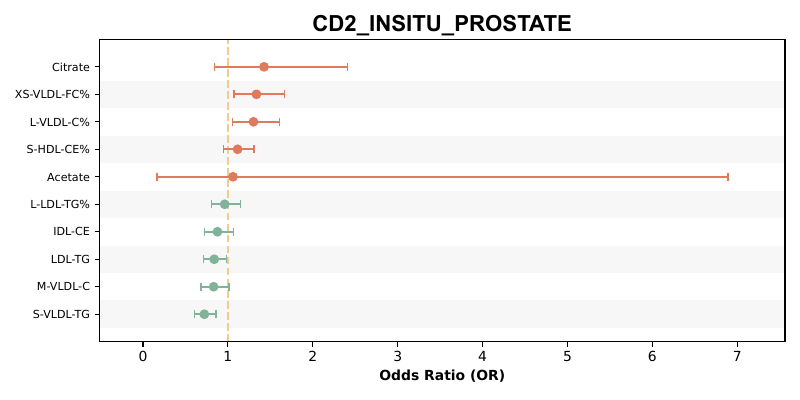 CD2_INSITU_PROSTATE
Citrate
XS-VLDL-FC%
L-VLDL-C%
S-HDL-CE%
Acetate
L-LDL-TG%
IDL-CE
LDL-TG
M-VLDL-C
S-VLDL-TG
0 1 2 3 4 5 6 7
Odds Ratio (OR)